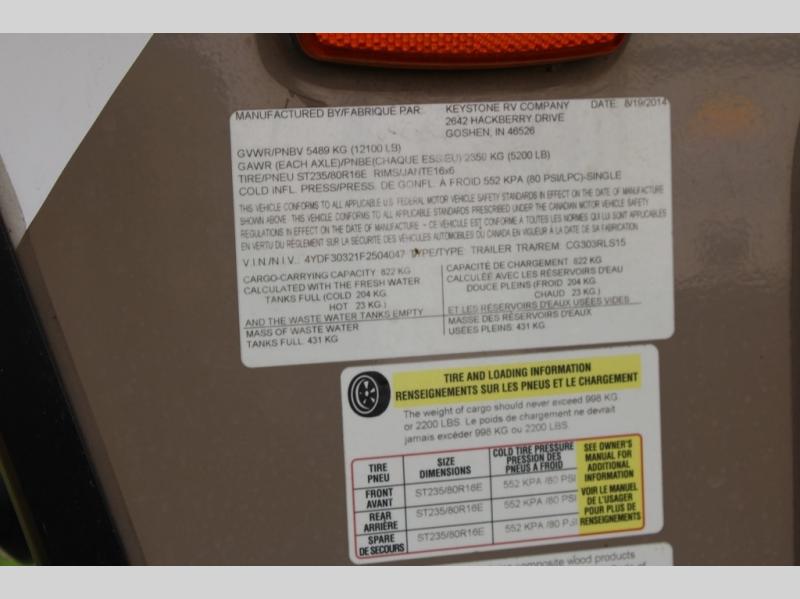 MANUFACTURED BY/FABRIQUE PAR: KEYSTONE RV COMPANY DATE: 8/19/2014
2642 HACKBERRY DRIVE
GOSHEN, IN 46526
GVWR/PNBV 5489 KG (12100 LB)
GAWR (EACH AXLE)/PNBE(CHAQUE ESSIEU) 2350 KG (5200 LB)
TIRE/PNEU ST235/80R16E RIMS/JANTE16x6
COLD INFL. PRESS/PRESS. DE GONFL. À FROID 552 KPA (80 PSI/LPC)-SINGLE
THIS VEHICLE CONFORMS TO ALL APPLICABLE U.S. FEDERAL MOTOR VEHICLE SAFETY STANDARDS IN EFFECT ON THE DATE OF MANUFACTURE
SHOWN ABOVE. THIS VEHICLE CONFORMS TO ALL APPLICABLE STANDARDS PRESCRIBED UNDER THE CANADIAN MOTOR VEHICLE SAFETY
REGULATIONS IN EFFECT ON THE DATE OF MANUFACTURE - CE VÉHICULE EST CONFORME À TOUTES LES NORMES QUI LUI SONT APPLICABLES
EN VERTU DU RÈGLEMENT SUR LA SÉCURITÉ DES VÉHICULES AUTOMOBILES DU CANADA EN VIGUEUR À LA DATE DE SA FABRICATION
V.I.N./N.I.V.: 4YDF30321F2504047 TYPE/TYPE: TRAILER TRA/REM: CG303RLS15
CARGO-CARRYING CAPACITY 822 KG
CALCULATED WITH THE FRESH WATER
TANKS FULL (COLD 204 KG.
HOT 23 KG.)
AND THE WASTE WATER TANKS EMPTY
MASS OF WASTE WATER
TANKS FULL: 431 KG
CAPACITÉ DE CHARGEMENT 822 KG
CALCULÉE AVEC LES RÉSERVOIRS D'EAU
DOUCE PLEINS (FROID 204 KG
CHAUD 23 KG.)
ET LES RÉSERVOIRS D'EAUX USÉES VIDES
MASSE DES RÉSERVOIRS D'EAUX
USÉES PLEINS: 431 KG
TIRE AND LOADING INFORMATION
RENSEIGNEMENTS SUR LES PNEUS ET LE CHARGEMENT
The weight of cargo should never exceed 998 KG
or 2200 LBS. Le poids de chargement ne devrait
jamais excéder 998 KG ou 2200 LBS.
TIRE
PNEU
SIZE
DIMENSIONS
COLD TIRE PRESSURE
PRESSION DES
PNEUS A FROID
FRONT
AVANT
ST235/80R16E
552 KPA /80 PSI
REAR
ARRIÈRE
ST235/80R16E
552 KPA /80 PSI
SPARE
DE SECOURS
ST235/80R16E
552 KPA /80 PSI
SEE OWNER'S
MANUAL FOR
ADDITIONAL
INFORMATION
VOIR LE MANUEL
DE L'USAGER
POUR PLUS DE
RENSEIGNEMENTS
composite wood products